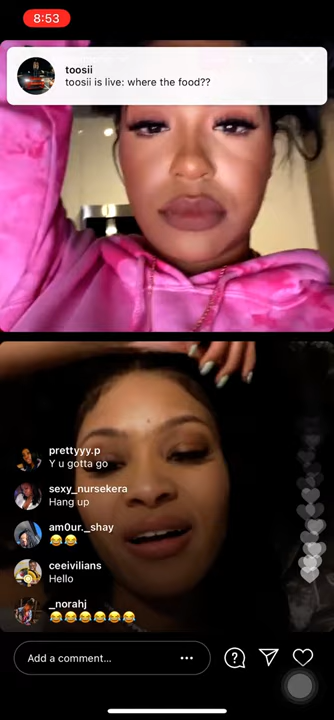 8:53
toosii
toosii is live: where the food??
prettyyy.p
Y u gotta go
sexy_nursekera
Hang up
am0ur._shay
😂😂
ceeivilians
Hello
_norahj
😂😂😂😂😂😂
Add a comment...